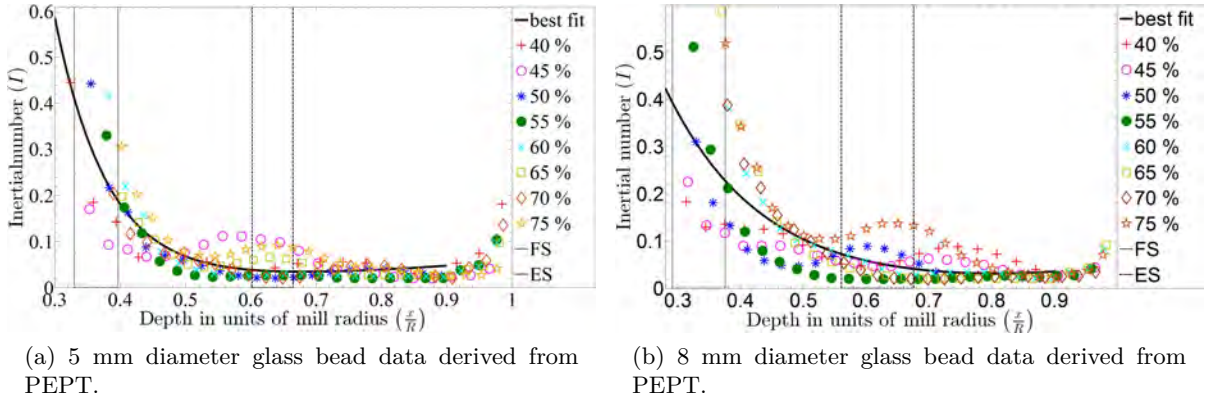 0.6
0.5
0.4
0.3
0.2
0.1
0
Inertialnumber (I)
0.3 0.4 0.5 0.6 0.7 0.8 0.9 1
Depth in units of mill radius (x/R)
best fit
40 %
45 %
50 %
55 %
60 %
65 %
70 %
75 %
FS
ES
(a) 5 mm diameter glass bead data derived from
PEPT.
0.5
0.4
0.3
0.2
0.1
0
Inertial number (I)
0.3 0.4 0.5 0.6 0.7 0.8 0.9
Depth in units of mill radius (x/R)
best fit
40 %
45 %
50 %
55 %
60 %
65 %
70 %
75 %
FS
ES
(b) 8 mm diameter glass bead data derived from
PEPT.